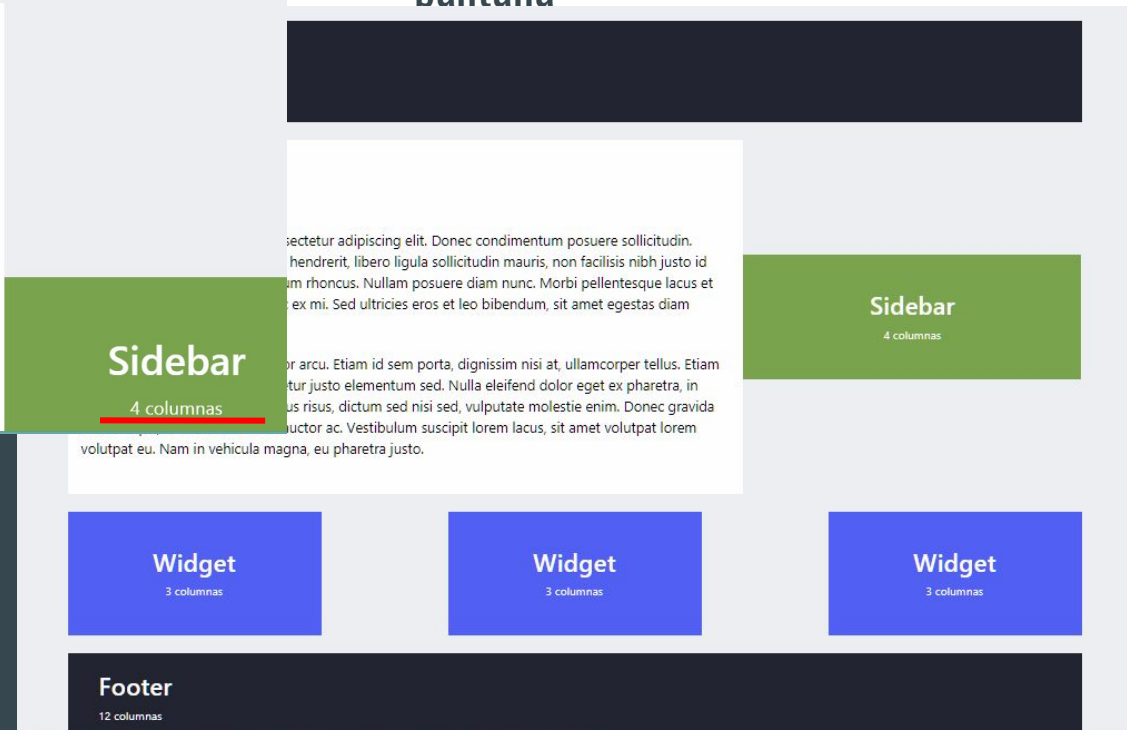 sectetur adipiscing elit. Donec condimentum posuere sollicitudin.
hendrerit, libero ligula sollicitudin mauris, non facilisis nibh justo id
rhoncus. Nullam posuere diam nunc. Morbi pellentesque lacus et
ex mi. Sed ultricies eros et leo bibendum, sit amet egestas diam
arcu. Etiam id sem porta, dignissim nisi at, ullamcorper tellus. Etiam
justo elementum sed. Nulla eleifend dolor eget ex pharetra, in
risus, dictum sed nisi sed, vulputate molestie enim. Donec gravida
auctor ac. Vestibulum suscipit lorem lacus, sit amet volutpat lorem
volutpat eu. Nam in vehicula magna, eu pharetra justo.
Sidebar
4 columnas
Sidebar
4 columnas
Widget
3 columnas
Widget
3 columnas
Widget
3 columnas
Footer
12 columnas